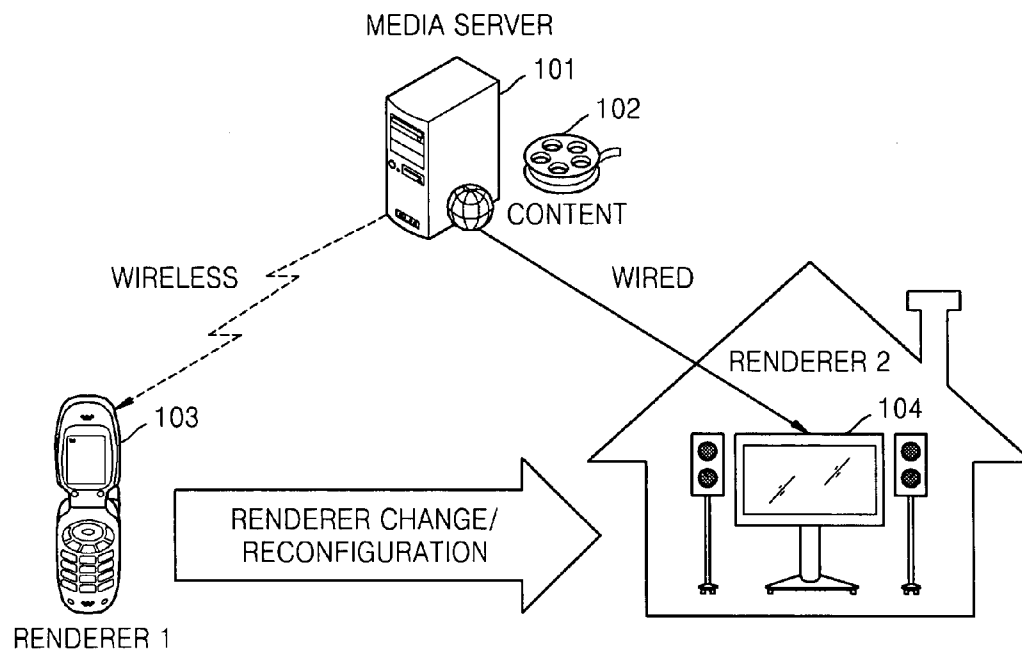 MEDIA SERVER
101
102
CONTENT
WIRELESS
WIRED
RENDERER 2
103
104
RENDERER CHANGE/
RECONFIGURATION
RENDERER 1